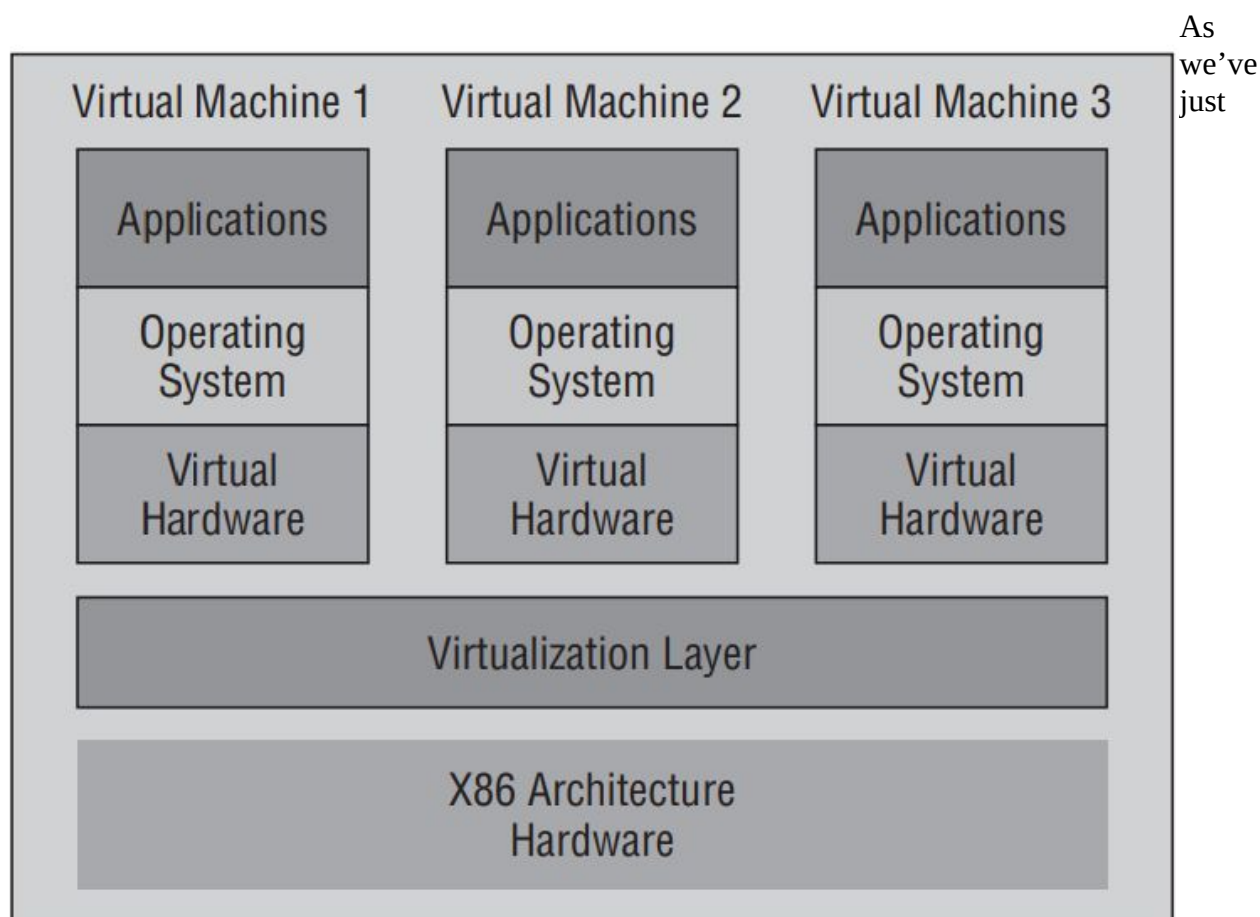 As
we’ve
just
Virtual Machine 1
Virtual Machine 2
Virtual Machine 3
Applications
Applications
Applications
Operating
System
Operating
System
Operating
System
Virtual
Hardware
Virtual
Hardware
Virtual
Hardware
Virtualization Layer
X86 Architecture
Hardware